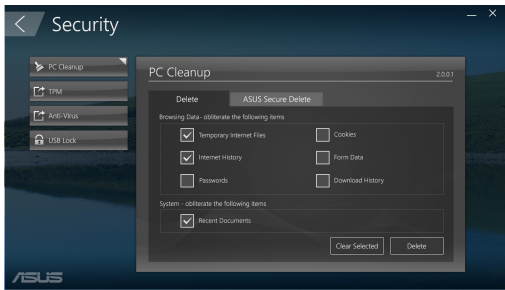 Security
PC Cleanup
TPM
Anti-Virus
USB Lock
PC Cleanup
2.0.0.1
Delete
ASUS Secure Delete
Browsing Data- obliterate the following items
Temporary Internet Files
Cookies
Internet History
Form Data
Passwords
Download History
System - obliterate the following items
Recent Documents
Clear Selected
Delete
ASUS